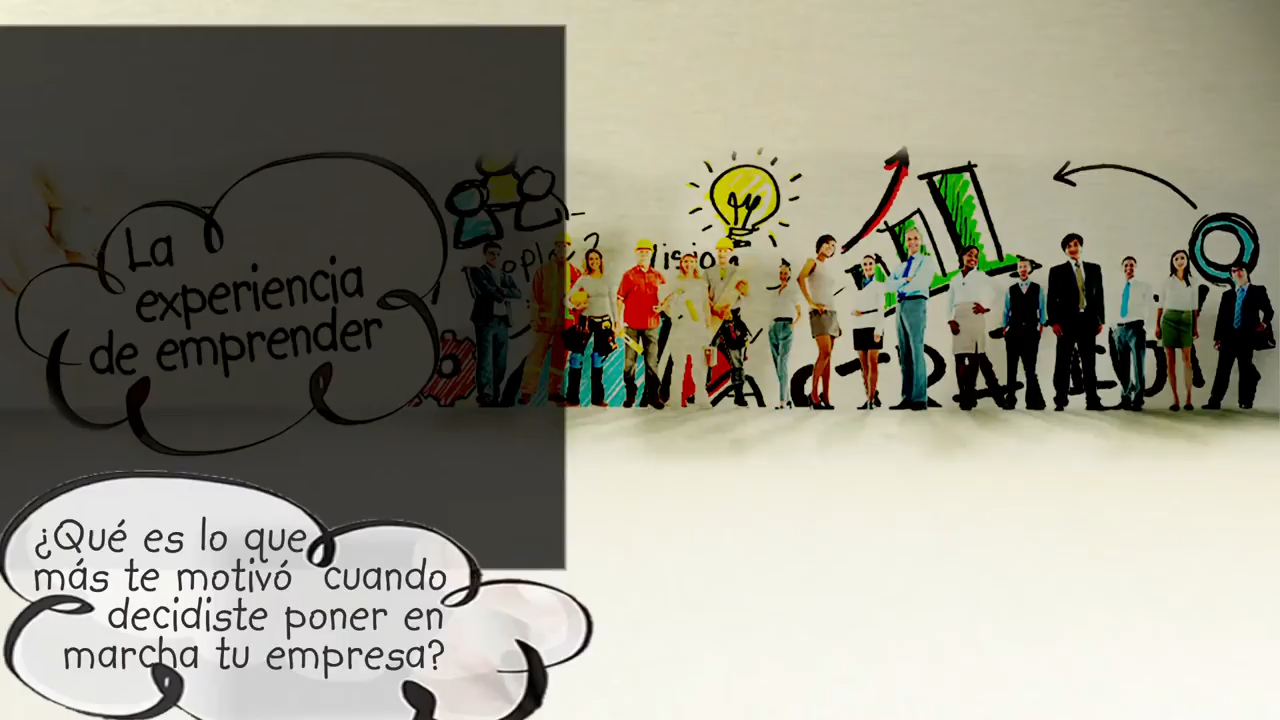 La
experiencia
de emprender
¿Qué es lo que
más te motivó cuando
decidiste poner en
marcha tu empresa?